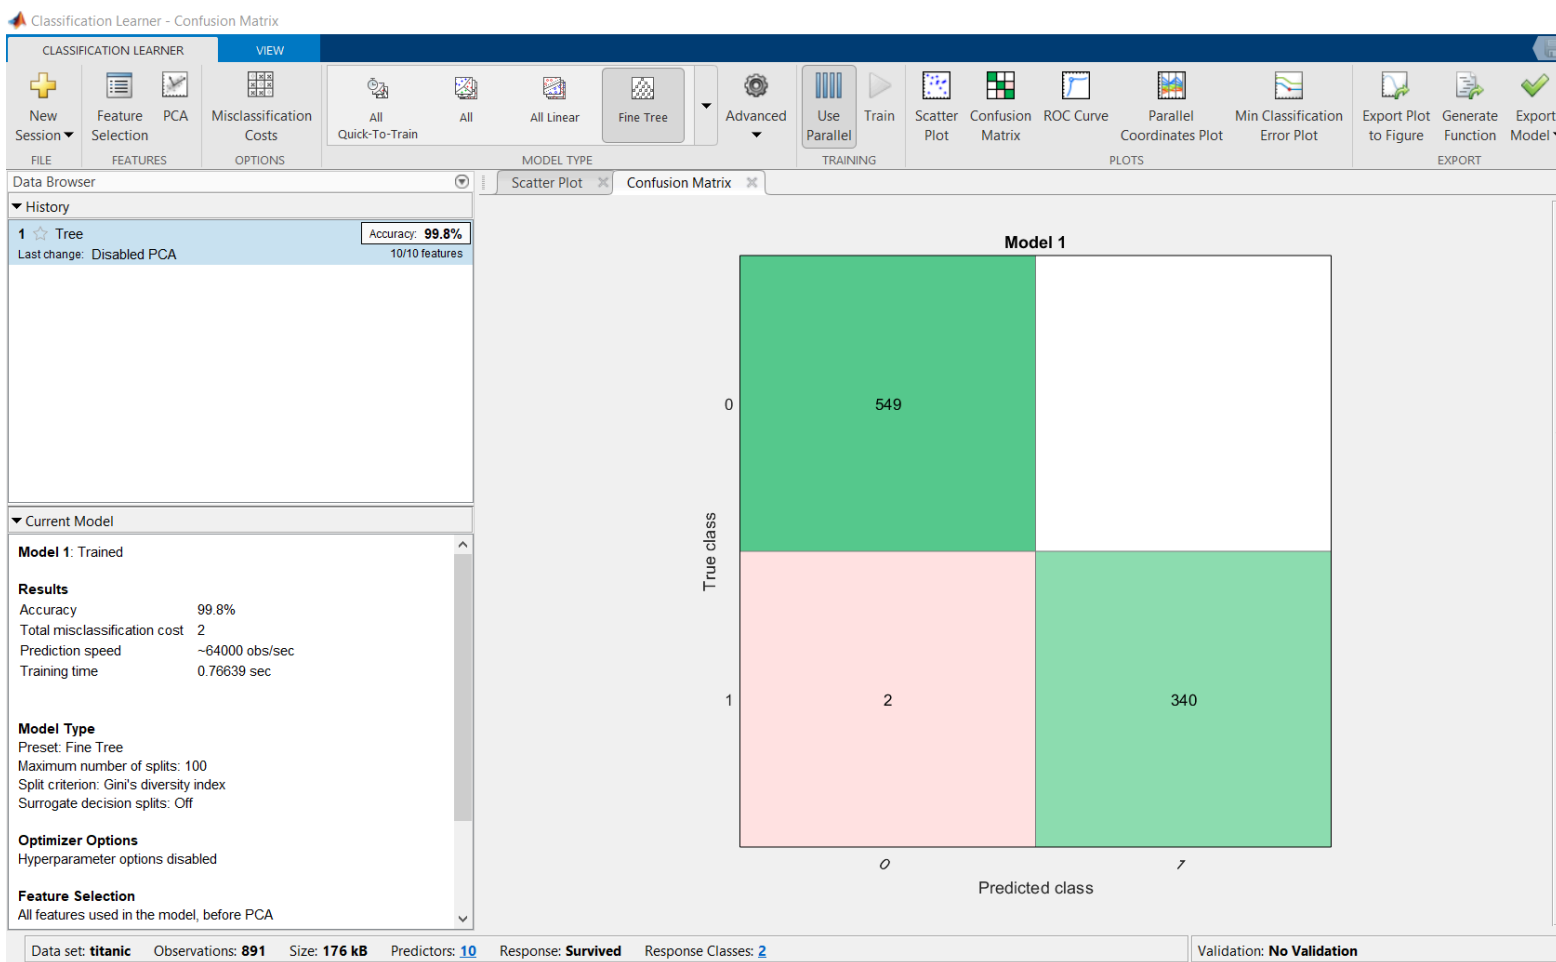 Classification Learner - Confusion Matrix
CLASSIFICATION LEARNER
VIEW
New
Session
Feature
Selection
PCA
Misclassification
Costs
All
Quick-To-Train
All
All Linear
Fine Tree
Advanced
Use
Parallel
Train
Scatter
Plot
Confusion
Matrix
ROC Curve
Parallel
Coordinates Plot
Min Classification
Error Plot
Export Plot
to Figure
Generate
Function
Export
Model
FILE
FEATURES
OPTIONS
MODEL TYPE
TRAINING
PLOTS
EXPORT
Data Browser
History
1 Tree
Accuracy: 99.8%
Last change: Disabled PCA
10/10 features
Current Model
Model 1: Trained
Results
Accuracy 99.8%
Total misclassification cost 2
Prediction speed ~64000 obs/sec
Training time 0.76639 sec
Model Type
Preset: Fine Tree
Maximum number of splits: 100
Split criterion: Gini's diversity index
Surrogate decision splits: Off
Optimizer Options
Hyperparameter options disabled
Feature Selection
All features used in the model, before PCA
Scatter Plot
Confusion Matrix
Model 1
True class
0
549
1
2
340
0
1
Predicted class
Data set: titanic Observations: 891 Size: 176 kB Predictors: 10 Response: Survived Response Classes: 2
Validation: No Validation